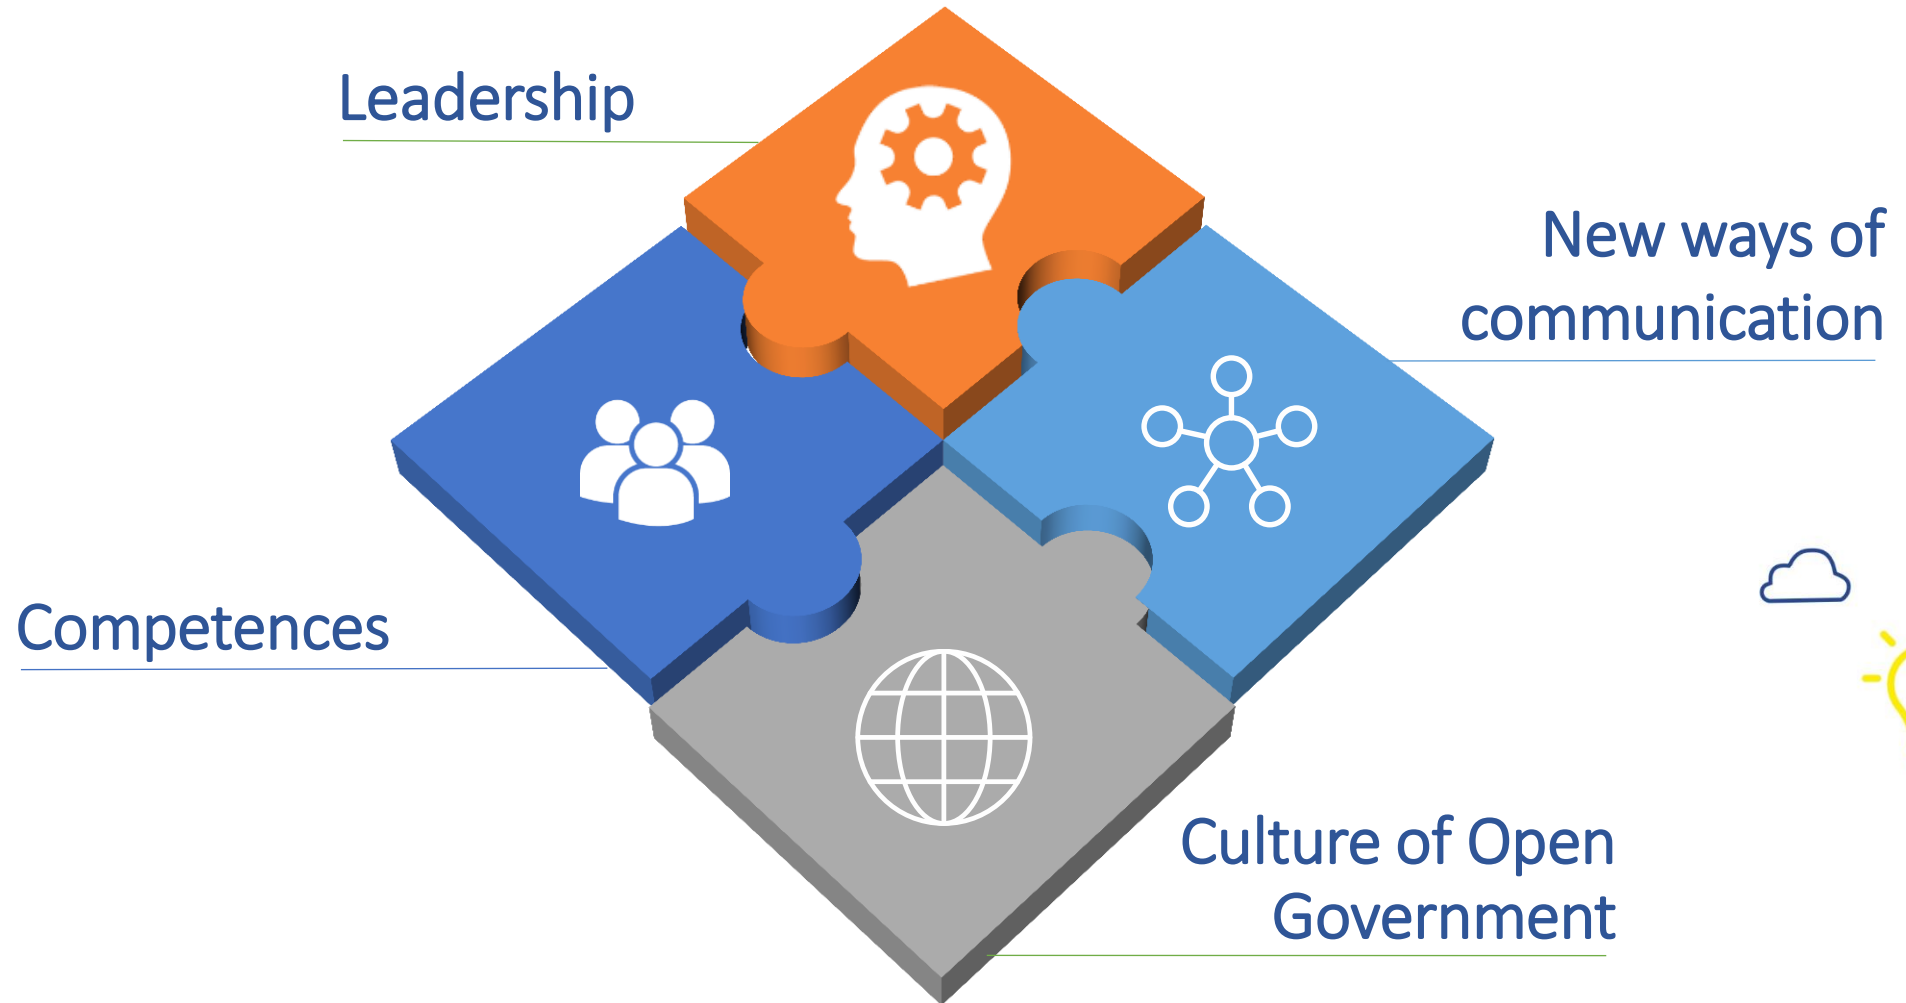 Leadership
New ways of
communication
Competences
Culture of Open
Government